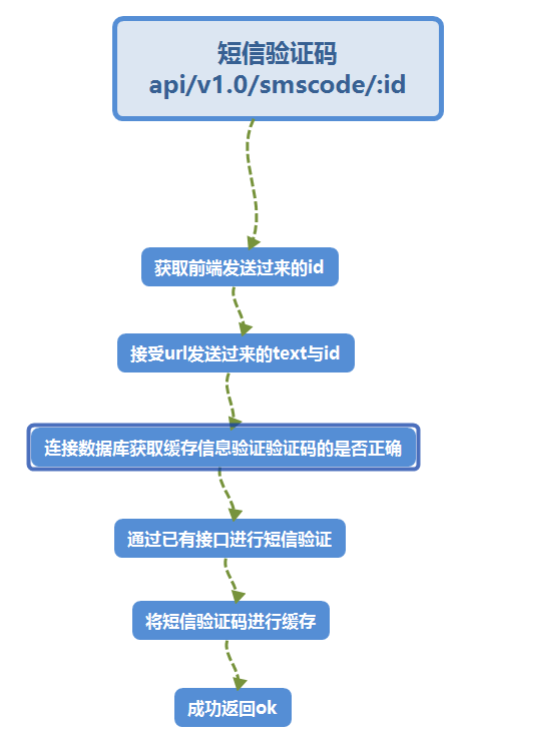 短信验证码
api/v1.0/smscode/:id
获取前端发送过来的id
接受url发送过来的text与id
连接数据库获取缓存信息验证验证码的是否正确
通过已有接口进行短信验证
将短信验证码进行缓存
成功返回ok